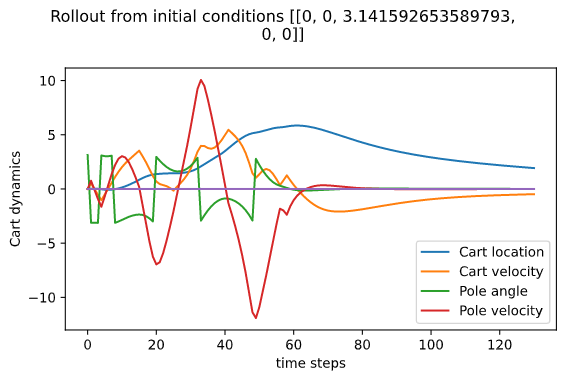 Rollout from initial conditions [[0, 0, 3.141592653589793,
0, 0]]
10
5
0
−5
−10
Cart dynamics
Cart location
Cart velocity
Pole angle
Pole velocity
0 20 40 60 80 100 120
time steps